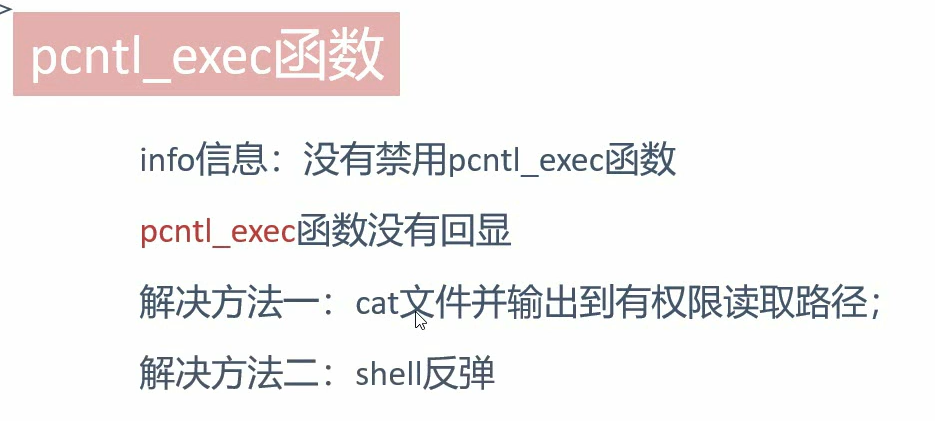 pcntl_exec函数
info信息：没有禁用pcntl_exec函数
pcntl_exec函数没有回显
解决方法一：cat文件并输出到有权限读取路径；
解决方法二：shell反弹